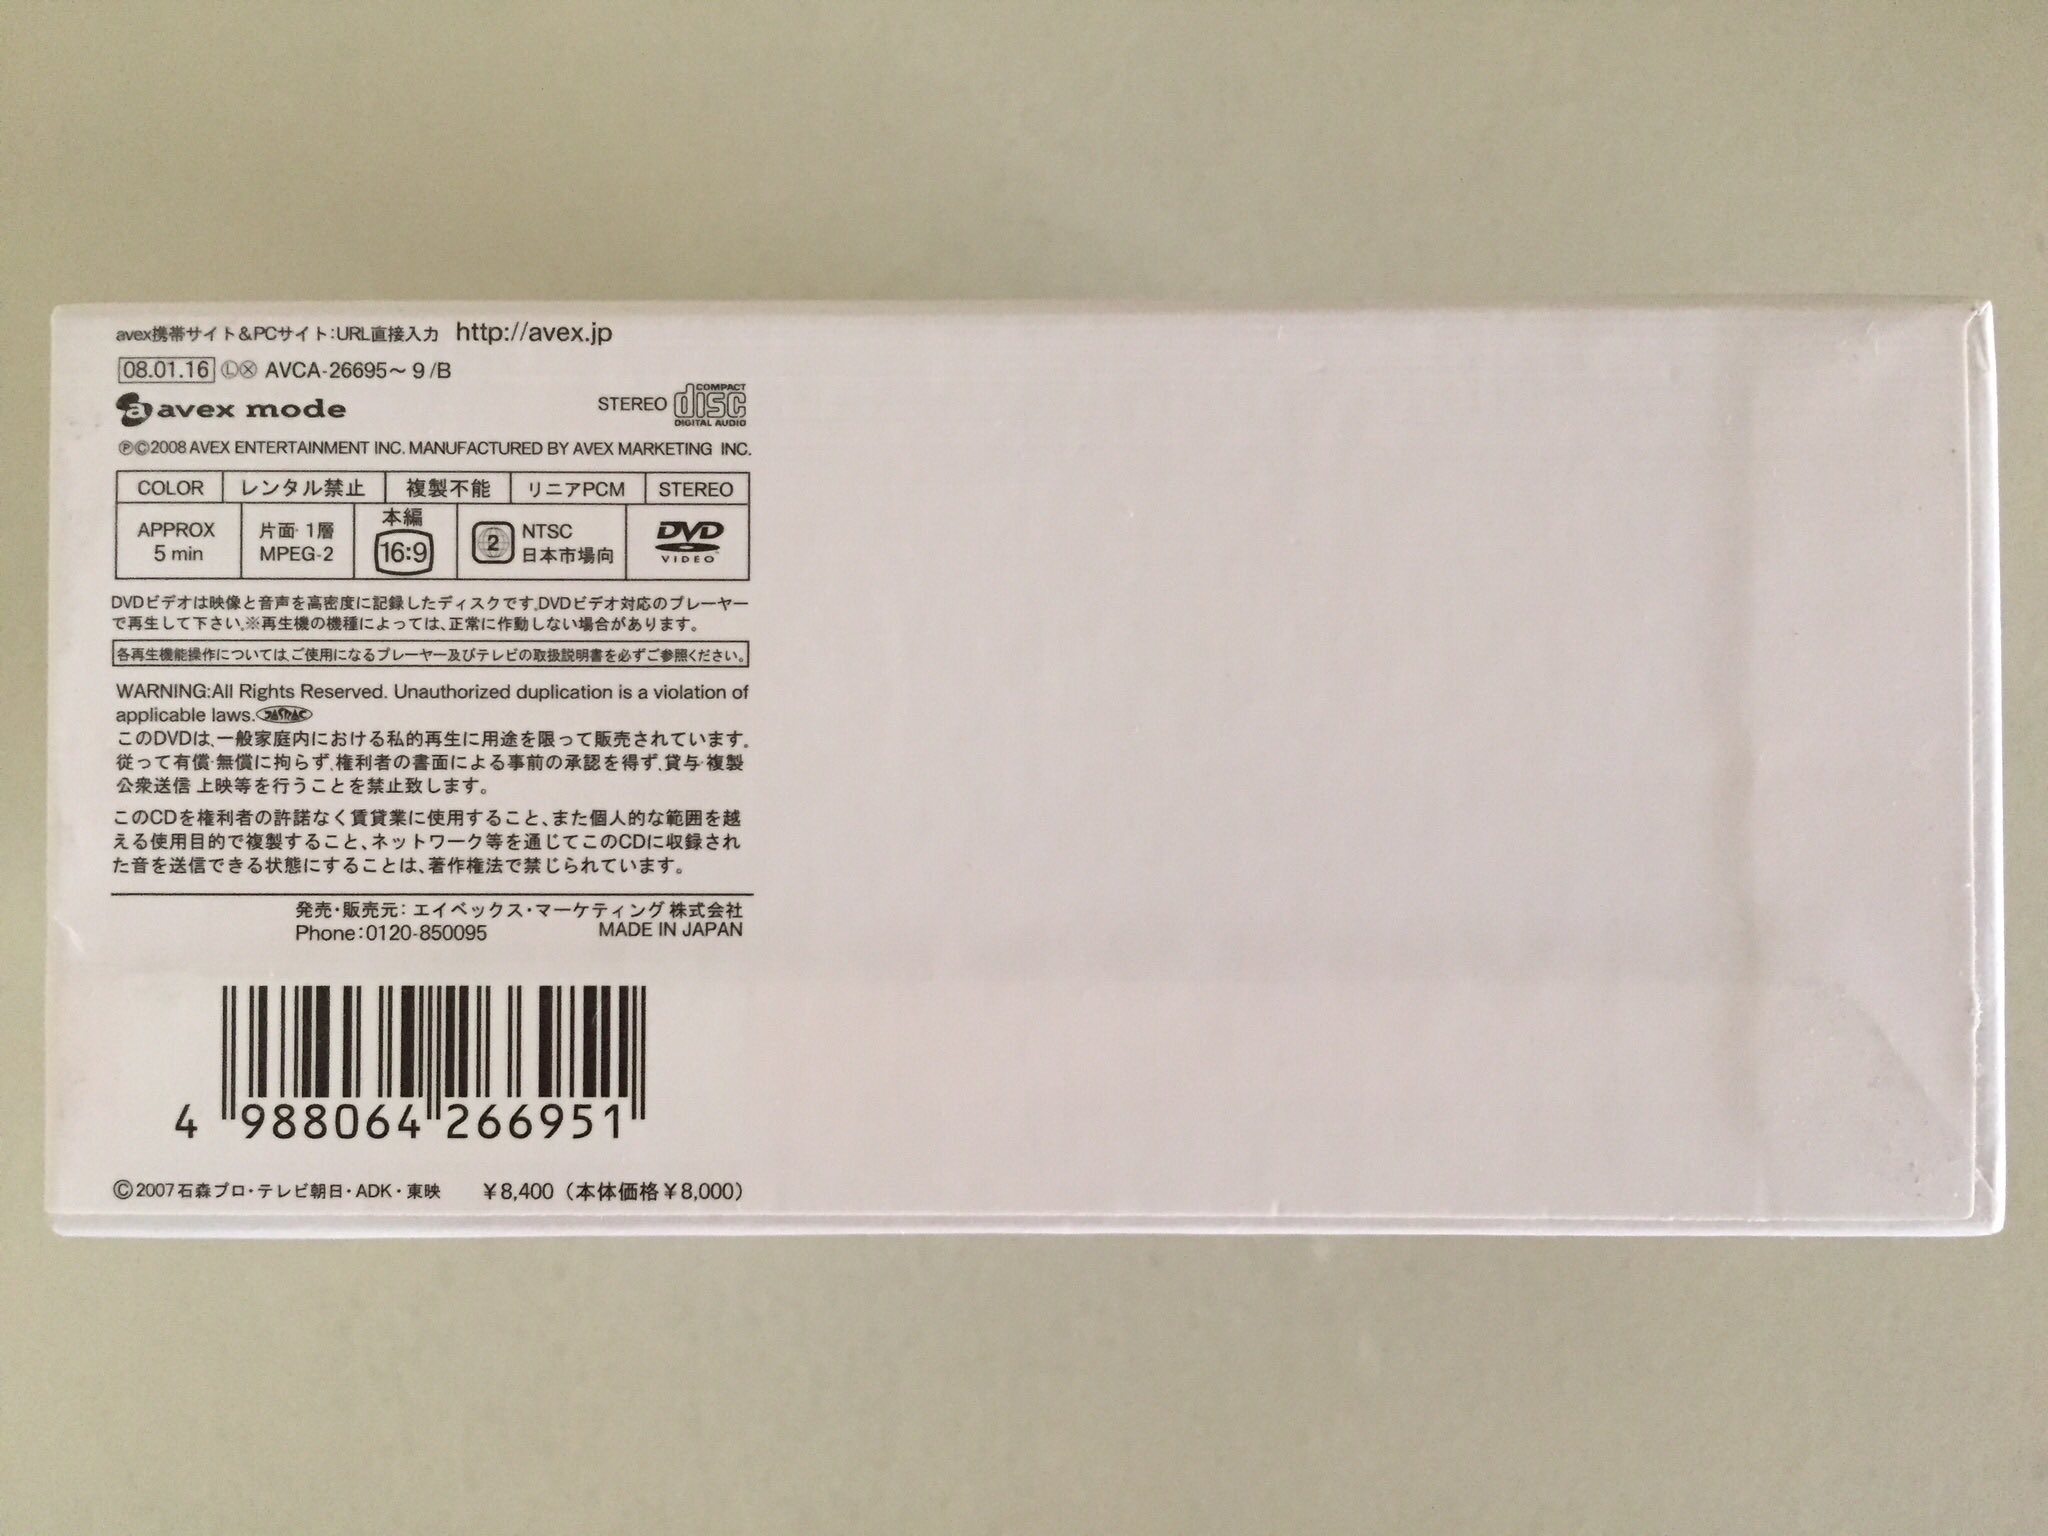 avex携帯サイト&PCサイト:URL直接入力 http://avex.jp
08.01.16 ⓁⓍ AVCA-26695〜9/B
a avex mode
STEREO COMPACT disc DIGITAL AUDIO
Ⓟ©2008 AVEX ENTERTAINMENT INC. MANUFACTURED BY AVEX MARKETING INC.
COLOR レンタル禁止 複製不能 リニアPCM STEREO
APPROX 5 min 片面・1層 MPEG-2 本編 16:9 2 NTSC 日本市場向 DVD VIDEO
DVDビデオは映像と音声を高密度に記録したディスクです。DVDビデオ対応のプレーヤー
で再生して下さい。※再生機の機種によっては、正常に作動しない場合があります。
各再生機能操作については、ご使用になるプレーヤー及びテレビの取扱説明書を必ずご参照ください。
WARNING:All Rights Reserved. Unauthorized duplication is a violation of
applicable laws. JASRAC
このDVDは、一般家庭内における私的再生に用途を限って販売されています。
従って有償・無償に拘らず、権利者の書面による事前の承認を得ず、貸与・複製
公衆送信 上映等を行うことを禁止致します。
このCDを権利者の許諾なく賃貸業に使用すること、また個人的な範囲を越
える使用目的で複製すること、ネットワーク等を通じてこのCDに収録され
た音を送信できる状態にすることは、著作権法で禁じられています。
発売・販売元: エイベックス・マーケティング株式会社
Phone:0120-850095 MADE IN JAPAN
4 988064 266951
©2007 石森プロ・テレビ朝日・ADK・東映 ¥8,400 (本体価格¥8,000)